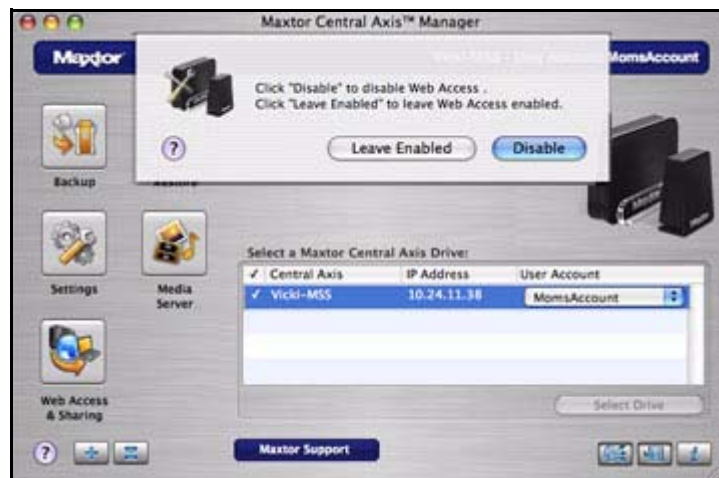 Maxtor Central Axis™ Manager
Maxtor
MomsAccount
Click "Disable" to disable Web Access .
Click "Leave Enabled" to leave Web Access enabled.
?
Leave Enabled
Disable
Backup
Settings
Media
Server
Web Access
& Sharing
Select a Maxtor Central Axis Drive:
✓ Central Axis IP Address User Account
✓ Vicki-MSS 10.24.11.38 MomsAccount
Select Drive
?
Maxtor Support
i